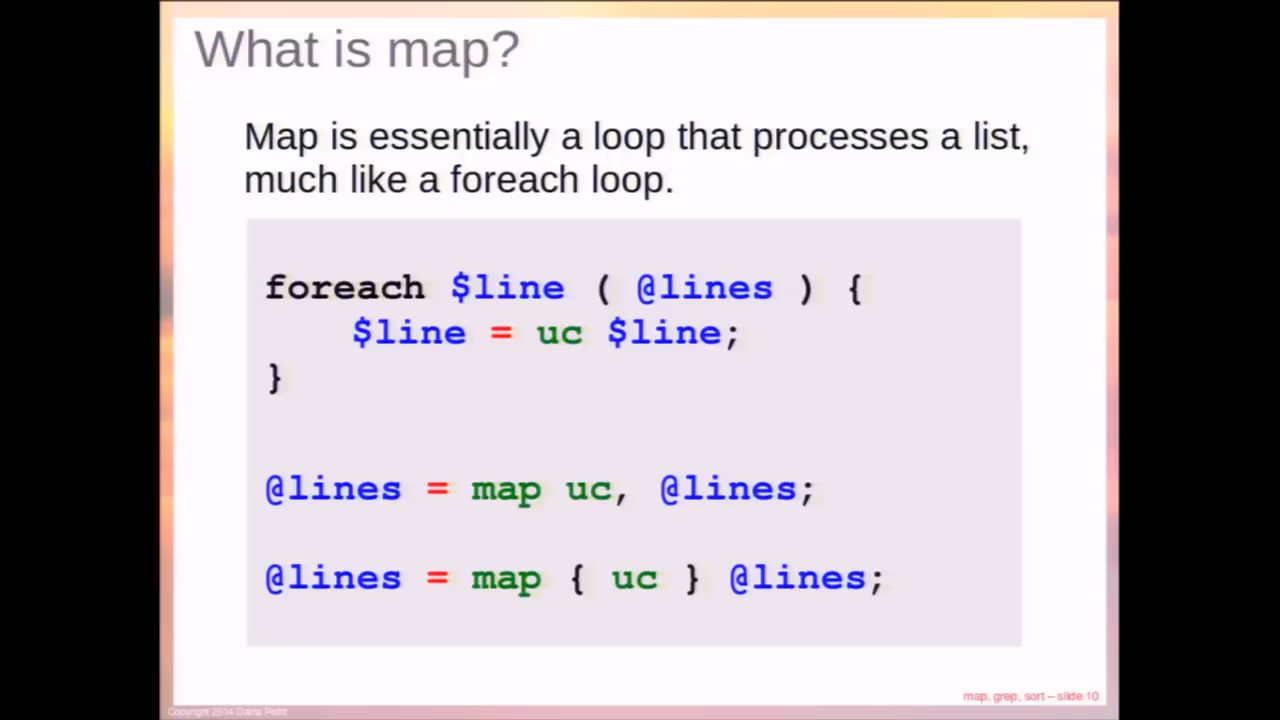 What is map?
Map is essentially a loop that processes a list,
much like a foreach loop.
foreach $line ( @lines ) {
    $line = uc $line;
}
@lines = map uc, @lines;
@lines = map { uc } @lines;
map, grep, sort – slide 10
Copyright 2014 Daina Pettit